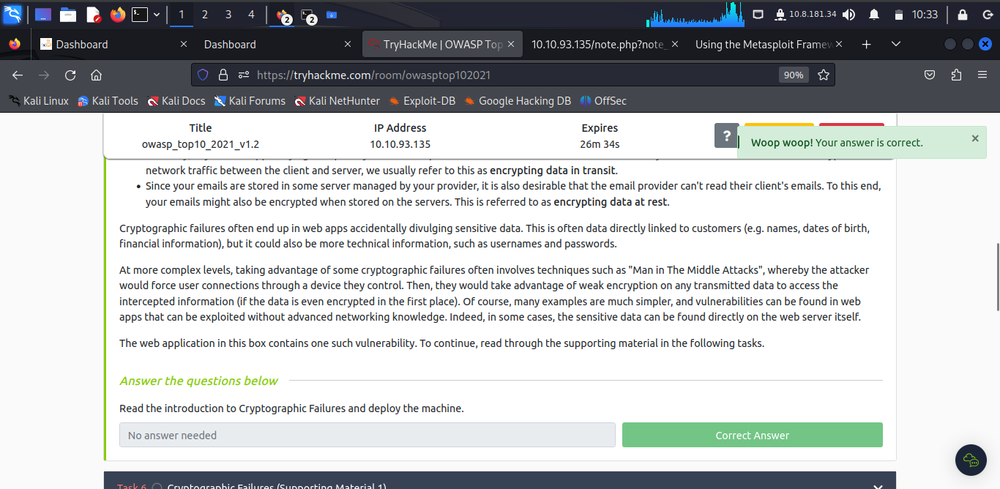 1 2 3 4 2 2 10.8.181.34 10:33
Dashboard Dashboard TryHackMe | OWASP Top 10.10.93.135/note.php?note_ Using the Metasploit Framew
https://tryhackme.com/room/owasptop102021 90%
Kali Linux Kali Tools Kali Docs Kali Forums Kali NetHunter Exploit-DB Google Hacking DB OffSec
Title IP Address Expires
owasp_top10_2021_v1.2 10.10.93.135 26m 34s
?
Woop woop! Your answer is correct.
network traffic between the client and server, we usually refer to this as encrypting data in transit.
• Since your emails are stored in some server managed by your provider, it is also desirable that the email provider can't read their client's emails. To this end,
your emails might also be encrypted when stored on the servers. This is referred to as encrypting data at rest.
Cryptographic failures often end up in web apps accidentally divulging sensitive data. This is often data directly linked to customers (e.g. names, dates of birth,
financial information), but it could also be more technical information, such as usernames and passwords.
At more complex levels, taking advantage of some cryptographic failures often involves techniques such as "Man in The Middle Attacks", whereby the attacker
would force user connections through a device they control. Then, they would take advantage of weak encryption on any transmitted data to access the
intercepted information (if the data is even encrypted in the first place). Of course, many examples are much simpler, and vulnerabilities can be found in web
apps that can be exploited without advanced networking knowledge. Indeed, in some cases, the sensitive data can be found directly on the web server itself.
The web application in this box contains one such vulnerability. To continue, read through the supporting material in the following tasks.
Answer the questions below
Read the introduction to Cryptographic Failures and deploy the machine.
No answer needed Correct Answer
Task 6 Cryptographic Failures (Supporting Material 1)